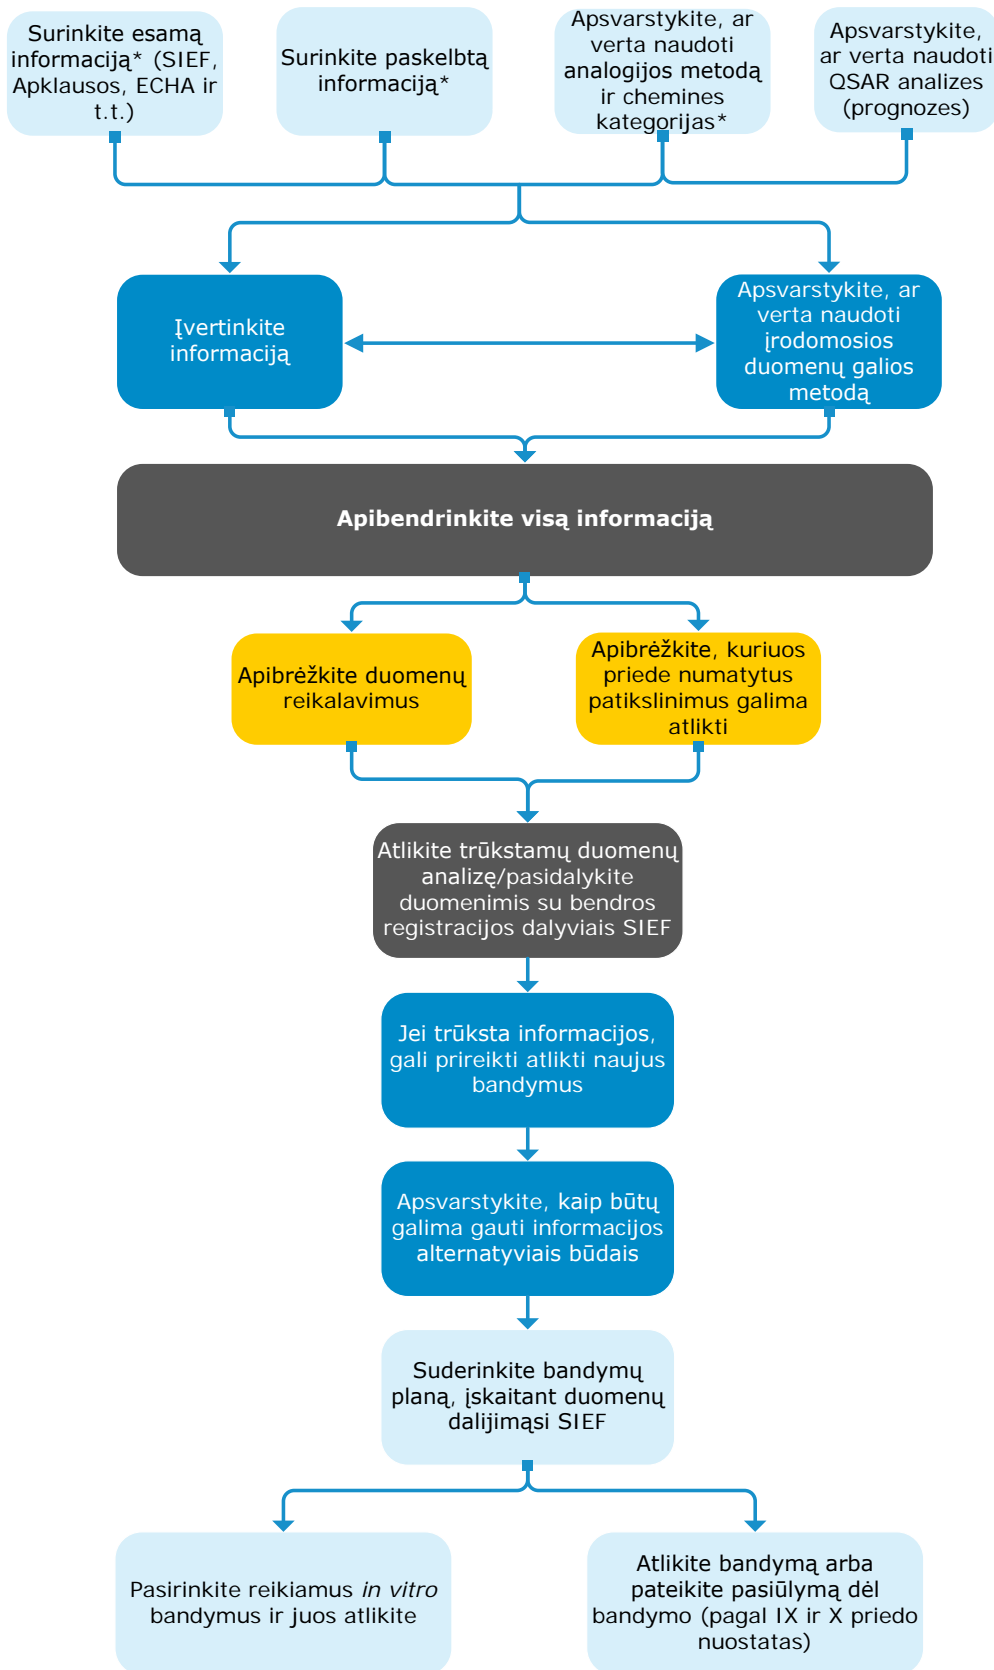 Surinkite esamą
informaciją* (SIEF,
Apklausos, ECHA ir
t.t.)
Surinkite paskelbtą
informaciją*
Apsvarstykite, ar
verta naudoti
analogijos metodą
ir chemines
kategorijas*
Apsvarstykite,
ar verta naudoti
QSAR analizes
(prognozes)
Įvertinkite
informaciją
Apsvarstykite, ar
verta naudoti
įrodomosios
duomenų galios
metodą
Apibendrinkite visą informaciją
Apibrėžkite duomenų
reikalavimus
Apibrėžkite, kuriuos
priede numatytus
patikslinimus galima
atlikti
Atlikite trūkstamų duomenų
analizę/pasidalykite
duomenimis su bendros
registracijos dalyviais SIEF
Jei trūksta informacijos,
gali prireikti atlikti naujus
bandymus
Apsvarstykite, kaip būtų
galima gauti informacijos
alternatyviais būdais
Suderinkite bandymų
planą, įskaitant duomenų
dalijimąsi SIEF
Pasirinkite reikiamus in vitro
bandymus ir juos atlikite
Atlikite bandymą arba
pateikite pasiūlymą dėl
bandymo (pagal IX ir X priedo
nuostatas)